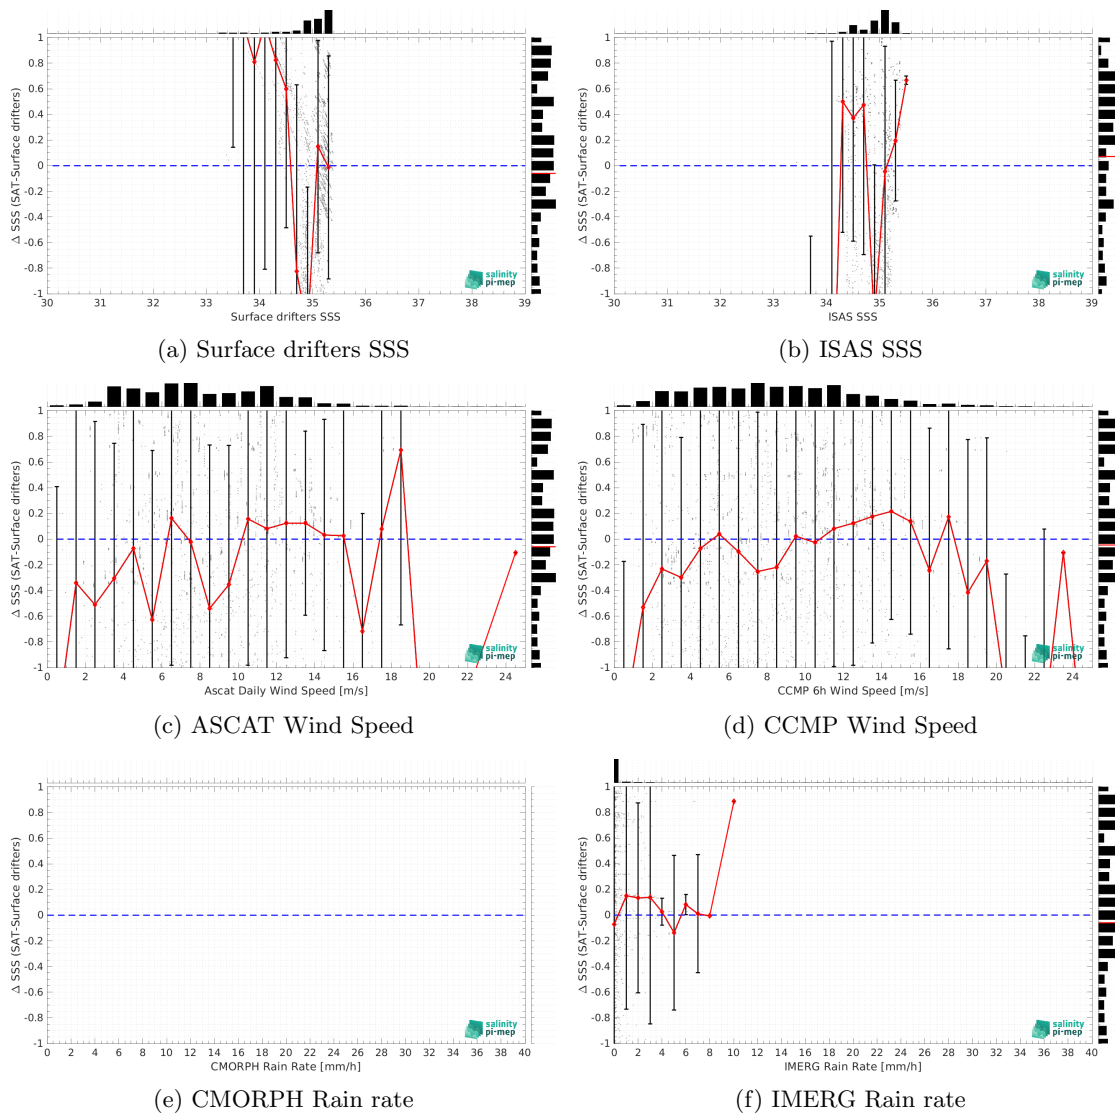 1
0.8
0.6
0.4
0.2
0
-0.2
-0.4
-0.6
-0.8
-1
Δ SSS (SAT-Surface drifters)
salinity
pi-mep
30 31 32 33 34 35 36 37 38 39
Surface drifters SSS
(a) Surface drifters SSS
1
0.8
0.6
0.4
0.2
0
-0.2
-0.4
-0.6
-0.8
-1
Δ SSS (SAT-Surface drifters)
salinity
pi-mep
30 31 32 33 34 35 36 37 38 39
ISAS SSS
(b) ISAS SSS
1
0.8
0.6
0.4
0.2
0
-0.2
-0.4
-0.6
-0.8
-1
Δ SSS (SAT-Surface drifters)
salinity
pi-mep
0 2 4 6 8 10 12 14 16 18 20 22 24
Ascat Daily Wind Speed [m/s]
(c) ASCAT Wind Speed
1
0.8
0.6
0.4
0.2
0
-0.2
-0.4
-0.6
-0.8
-1
Δ SSS (SAT-Surface drifters)
salinity
pi-mep
0 2 4 6 8 10 12 14 16 18 20 22 24
CCMP 6h Wind Speed [m/s]
(d) CCMP Wind Speed
1
0.8
0.6
0.4
0.2
0
-0.2
-0.4
-0.6
-0.8
-1
Δ SSS (SAT-Surface drifters)
salinity
pi-mep
0 2 4 6 8 10 12 14 16 18 20 22 24 26 28 30 32 34 36 38 40
CMORPH Rain Rate [mm/h]
(e) CMORPH Rain rate
1
0.8
0.6
0.4
0.2
0
-0.2
-0.4
-0.6
-0.8
-1
Δ SSS (SAT-Surface drifters)
salinity
pi-mep
0 2 4 6 8 10 12 14 16 18 20 22 24 26 28 30 32 34 36 38 40
IMERG Rain Rate [mm/h]
(f) IMERG Rain rate